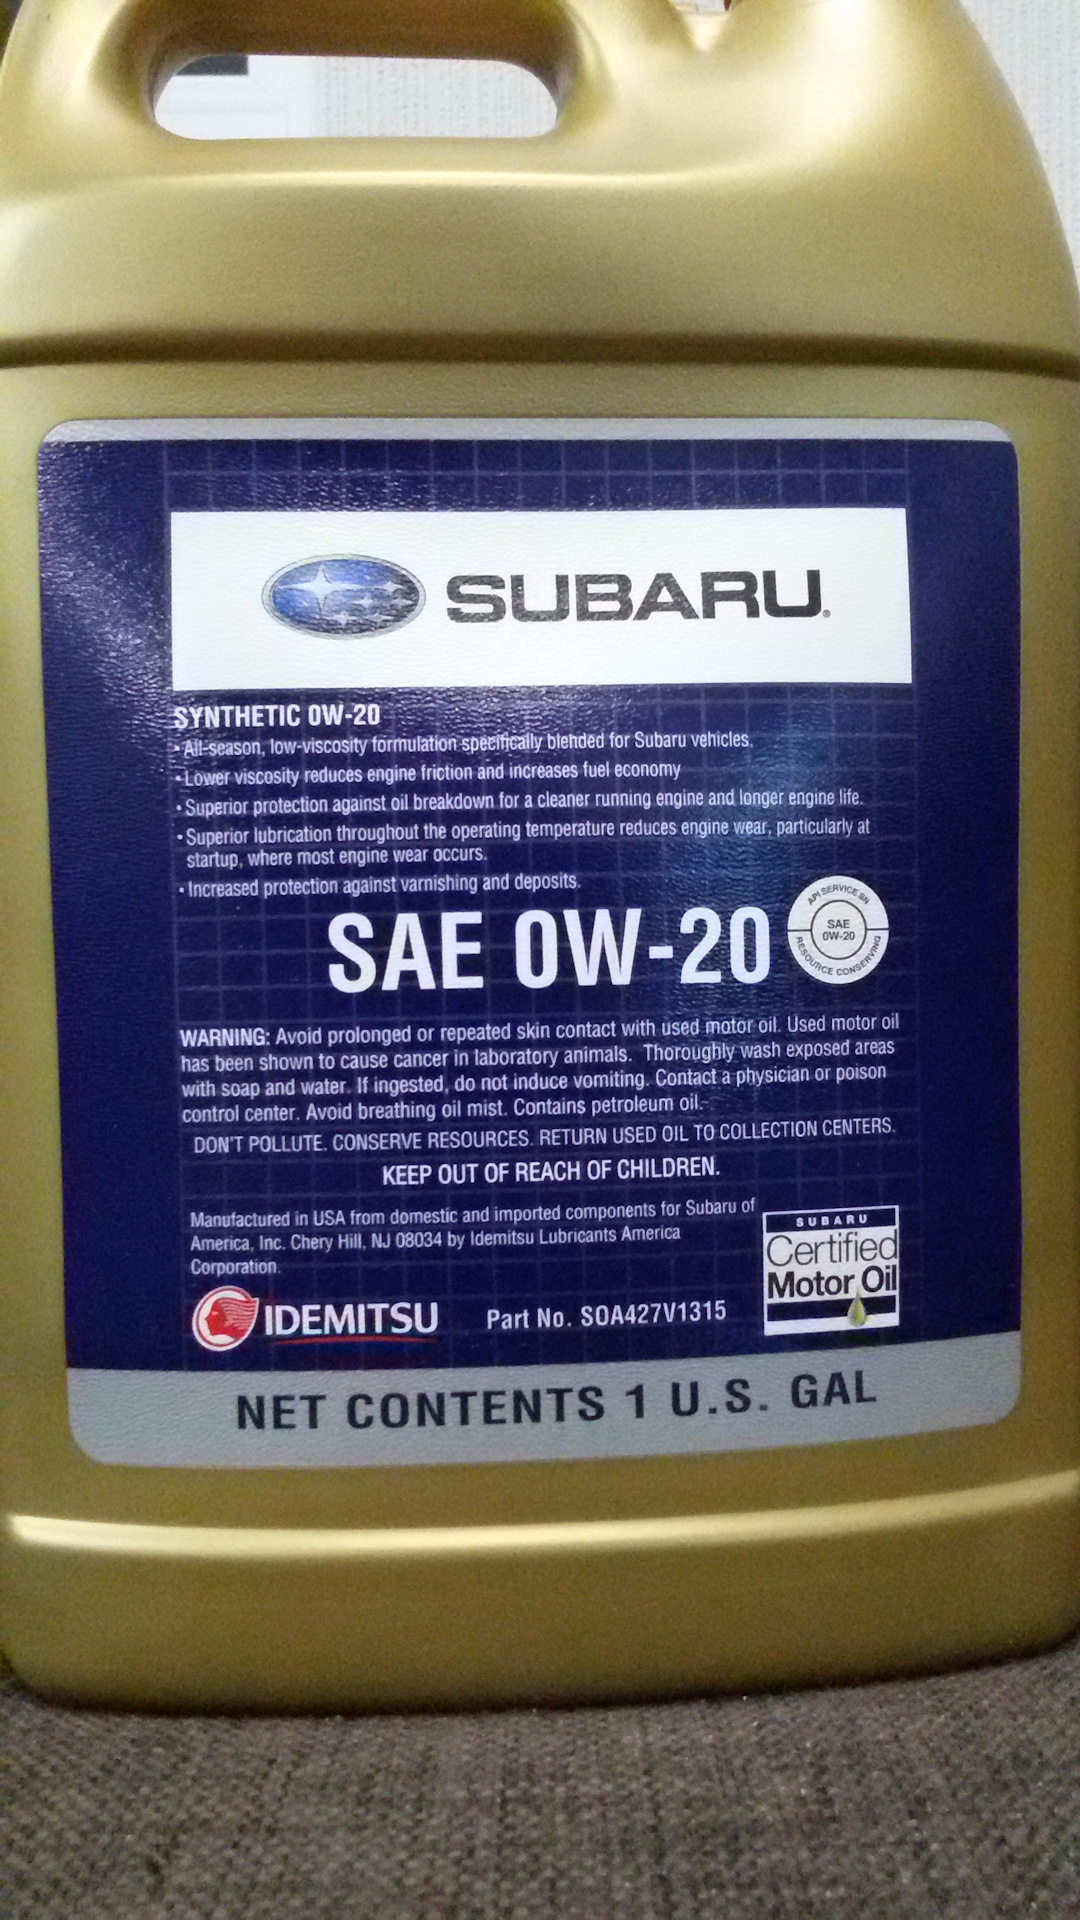 SUBARU®
SYNTHETIC 0W-20
• All-season, low-viscosity formulation specifically blended for Subaru vehicles.
• Lower viscosity reduces engine friction and increases fuel economy
• Superior protection against oil breakdown for a cleaner running engine and longer engine life.
• Superior lubrication throughout the operating temperature reduces engine wear, particularly at
startup, where most engine wear occurs.
• Increased protection against varnishing and deposits.
SAE 0W-20
API SERVICE SN
SAE
0W-20
RESOURCE CONSERVING
WARNING: Avoid prolonged or repeated skin contact with used motor oil. Used motor oil
has been shown to cause cancer in laboratory animals. Thoroughly wash exposed areas
with soap and water. If ingested, do not induce vomiting. Contact a physician or poison
control center. Avoid breathing oil mist. Contains petroleum oil.
DON'T POLLUTE. CONSERVE RESOURCES. RETURN USED OIL TO COLLECTION CENTERS.
KEEP OUT OF REACH OF CHILDREN.
Manufactured in USA from domestic and imported components for Subaru of
America, Inc. Chery Hill, NJ 08034 by Idemitsu Lubricants America
Corporation.
SUBARU
Certified
Motor Oil
IDEMITSU
Part No. SOA427V1315
NET CONTENTS 1 U.S. GAL